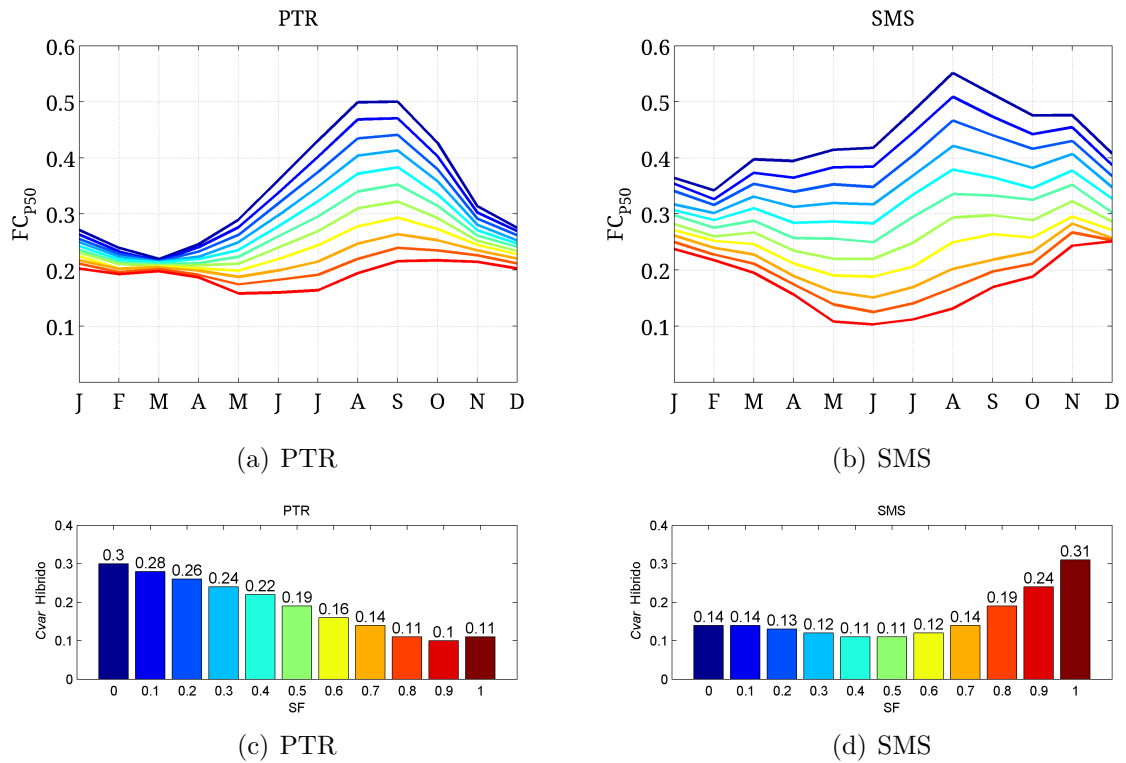 PTR
FC_P50
0.6
0.5
0.4
0.3
0.2
0.1
J F M A M J J A S O N D
(a) PTR
SMS
FC_P50
0.6
0.5
0.4
0.3
0.2
0.1
J F M A M J J A S O N D
(b) SMS
PTR
Cvar Híbrido
0.4
0.3
0.2
0.1
0
0.3 0.28 0.26 0.24 0.22 0.19 0.16 0.14 0.11 0.1 0.11
0 0.1 0.2 0.3 0.4 0.5 0.6 0.7 0.8 0.9 1
SF
(c) PTR
SMS
Cvar Híbrido
0.4
0.3
0.2
0.1
0
0.14 0.14 0.13 0.12 0.11 0.11 0.12 0.14 0.19 0.24 0.31
0 0.1 0.2 0.3 0.4 0.5 0.6 0.7 0.8 0.9 1
SF
(d) SMS